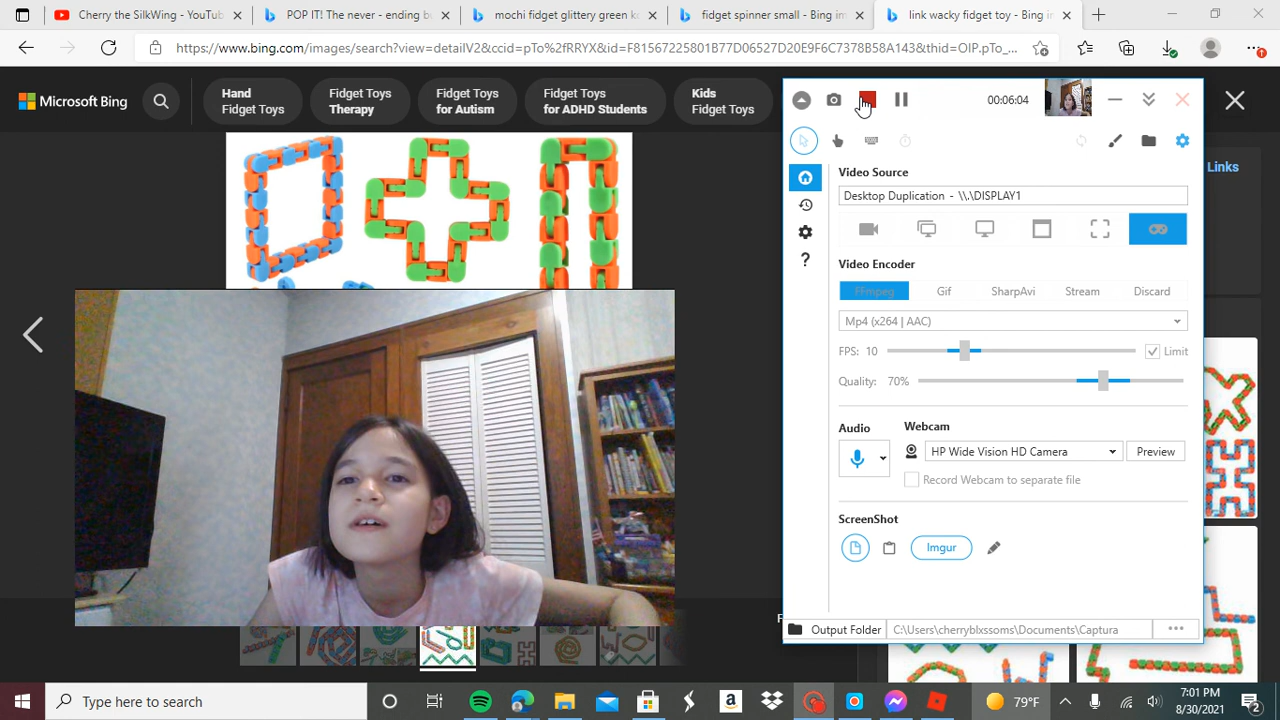 Cherry the SilkWing - YouTub
POP IT! The never - ending b
mochi fidget glittery green k
fidget spinner small - Bing im
link wacky fidget toy - Bing in
https://www.bing.com/images/search?view=detailV2&ccid=pTo%2fRRYX&id=F81567225801B77D06527D20E9F6C7378B58A143&thid=OIP.pTo_...
Microsoft Bing
Hand
Fidget Toys
Fidget Toys
Therapy
Fidget Toys
for Autism
Fidget Toys
for ADHD Students
Kids
Fidget Toys
00:06:04
Links
Video Source
Desktop Duplication - \\.\DISPLAY1
Video Encoder
FFmpeg
Gif
SharpAvi
Stream
Discard
Mp4 (x264 | AAC)
FPS: 10
Limit
Quality: 70%
Audio
Webcam
HP Wide Vision HD Camera
Preview
Record Webcam to separate file
ScreenShot
Imgur
F
Output Folder
C:\Users\cherryblxssoms\Documents\Captura
...
Type here to search
79°F
7:01 PM
8/30/2021
2